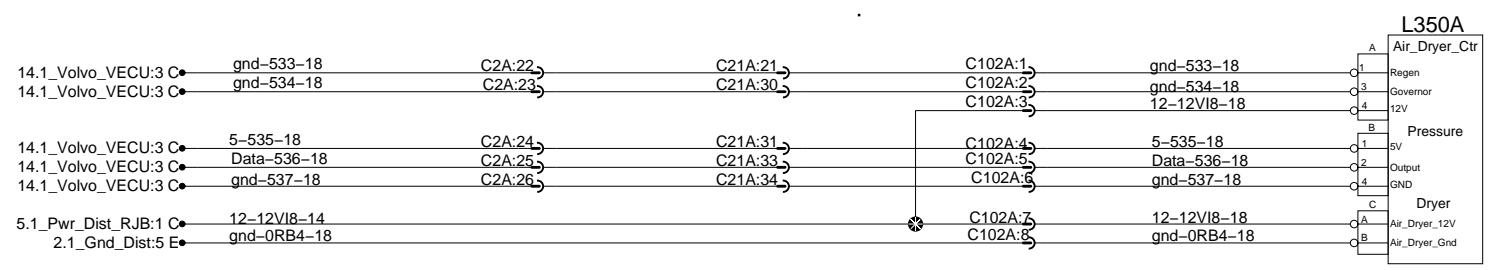 L350A
A Air_Dryer_Ctr
14.1_Volvo_VECU:3 C gnd-533-18 C2A:22 C21A:21 C102A:1 gnd-533-18 1 Regen
14.1_Volvo_VECU:3 C gnd-534-18 C2A:23 C21A:30 C102A:2 gnd-534-18 3 Governor
C102A:3 12-12VI8-18 4 12V
B Pressure
14.1_Volvo_VECU:3 C 5-535-18 C2A:24 C21A:31 C102A:4 5-535-18 1 5V
14.1_Volvo_VECU:3 C Data-536-18 C2A:25 C21A:33 C102A:5 Data-536-18 2 Output
14.1_Volvo_VECU:3 C gnd-537-18 C2A:26 C21A:34 C102A:6 gnd-537-18 4 GND
C Dryer
5.1_Pwr_Dist_RJB:1 C 12-12VI8-14 C102A:7 12-12VI8-18 A Air_Dryer_12V
2.1_Gnd_Dist:5 E gnd-0RB4-18 C102A:8 gnd-0RB4-18 B Air_Dryer_Gnd